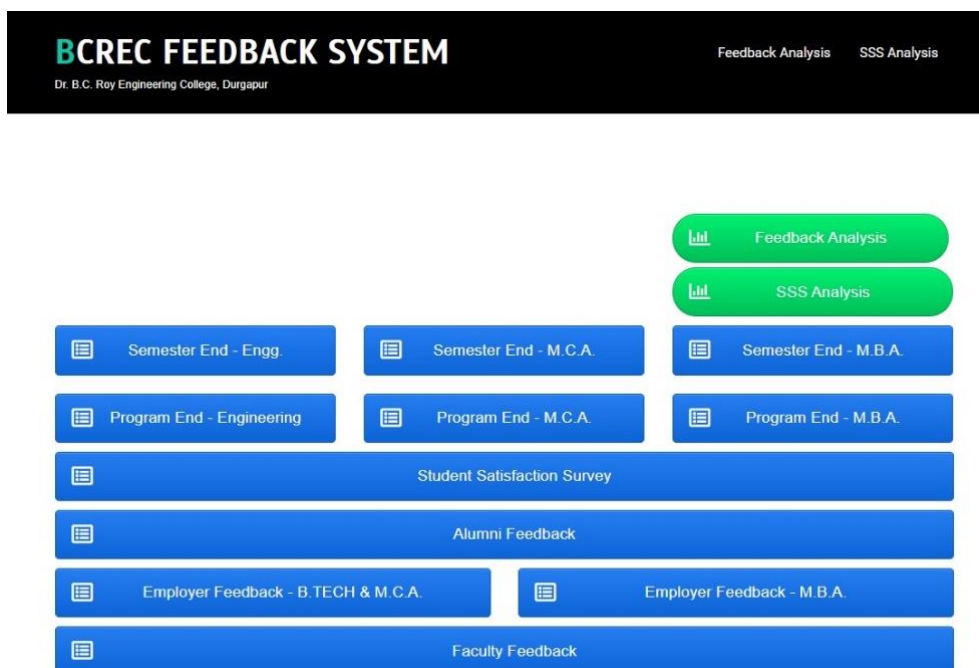 BCREC FEEDBACK SYSTEM
Dr. B.C. Roy Engineering College, Durgapur
Feedback Analysis SSS Analysis
Feedback Analysis
SSS Analysis
Semester End - Engg. Semester End - M.C.A. Semester End - M.B.A.
Program End - Engineering Program End - M.C.A. Program End - M.B.A.
Student Satisfaction Survey
Alumni Feedback
Employer Feedback - B.TECH & M.C.A. Employer Feedback - M.B.A.
Faculty Feedback